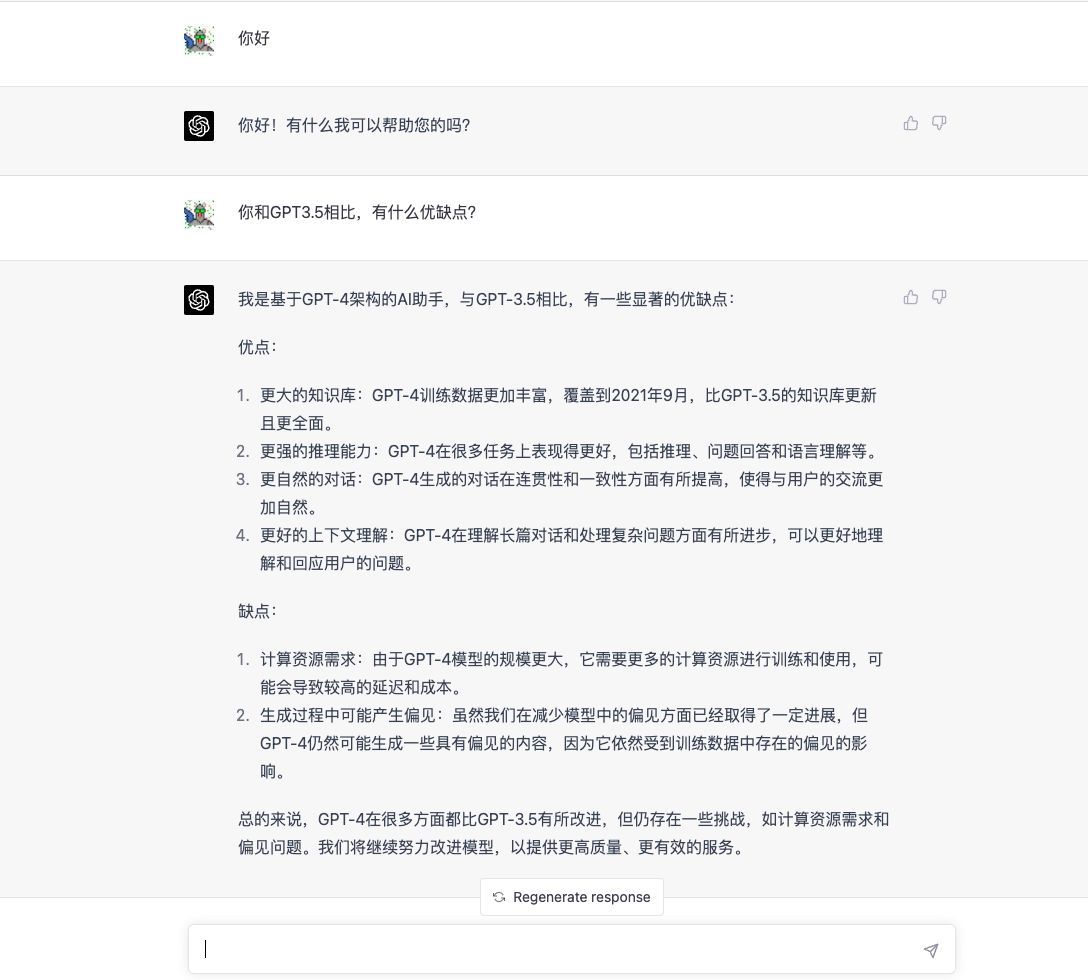 你好
你好！有什么我可以帮助您的吗?
你和GPT3.5相比，有什么优缺点?
我是基于GPT-4架构的AI助手，与GPT-3.5相比，有一些显著的优缺点：
优点：
1. 更大的知识库：GPT-4训练数据更加丰富，覆盖到2021年9月，比GPT-3.5的知识库更新
且更全面。
2. 更强的推理能力：GPT-4在很多任务上表现得更好，包括推理、问题回答和语言理解等。
3. 更自然的对话：GPT-4生成的对话在连贯性和一致性方面有所提高，使得与用户的交流更
加自然。
4. 更好的上下文理解：GPT-4在理解长篇对话和处理复杂问题方面有所进步，可以更好地理
解和回应用户的问题。
缺点：
1. 计算资源需求：由于GPT-4模型的规模更大，它需要更多的计算资源进行训练和使用，可
能会导致较高的延迟和成本。
2. 生成过程中可能产生偏见：虽然我们在减少模型中的偏见方面已经取得了一定进展，但
GPT-4仍然可能生成一些具有偏见的内容，因为它依然受到训练数据中存在的偏见的影
响。
总的来说，GPT-4在很多方面都比GPT-3.5有所改进，但仍存在一些挑战，如计算资源需求和
偏见问题。我们将继续努力改进模型，以提供更高质量、更有效的服务。
Regenerate response